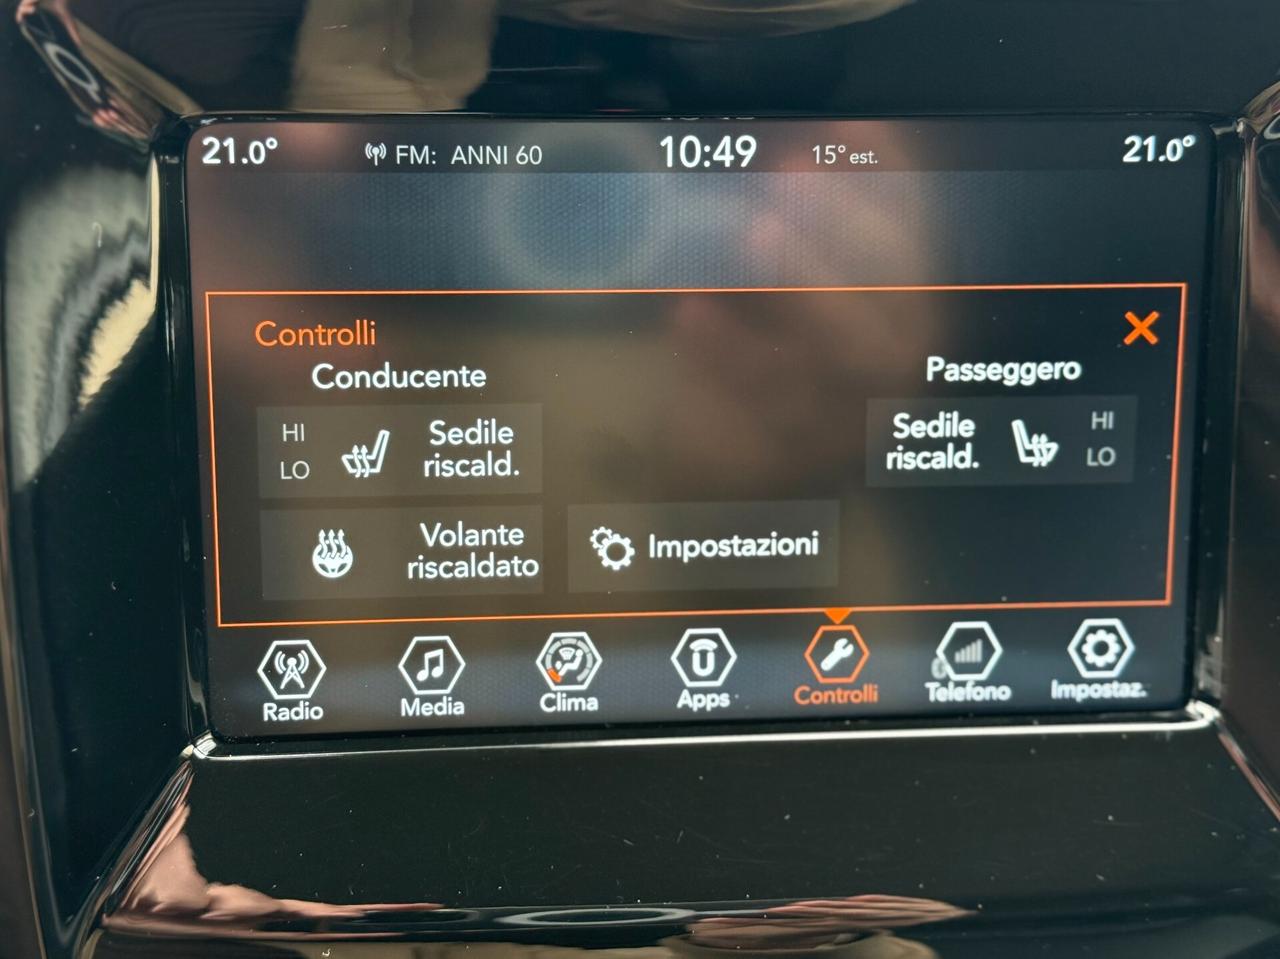 21.0°
FM: ANNI 60
10:49
15° est.
21.0°
Controlli
Conducente
Passeggero
HI
LO
Sedile
riscald.
Sedile
riscald.
HI
LO
Volante
riscaldato
Impostazioni
Radio
Media
Clima
Apps
Controlli
Telefono
Impostaz.